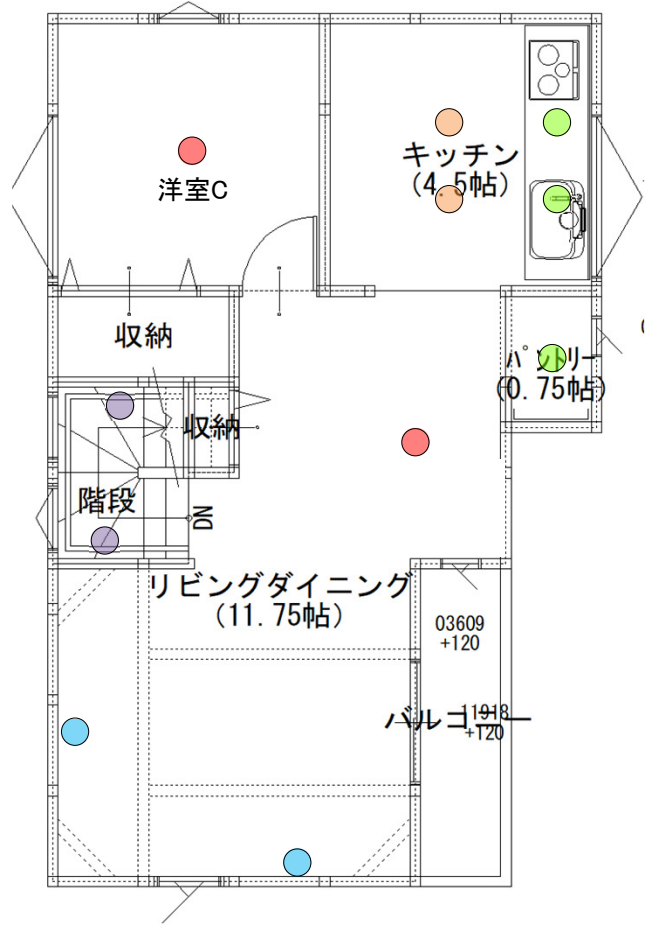 キッチン
(4.5帖)
洋室C
収納
パントリー
(0.75帖)
収納
階段
DN
リビングダイニング
(11.75帖)
03609
+120
バルコニー
11918
+120